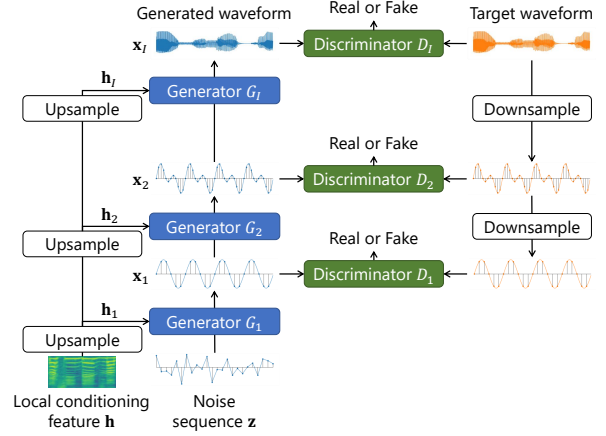 Generated waveform
Real or Fake
Target waveform
𝐱_I
Discriminator D_I
𝐡_I
Generator G_I
Upsample
Downsample
Real or Fake
𝐱_2
Discriminator D_2
𝐡_2
Generator G_2
Downsample
Upsample
Real or Fake
𝐱_1
Discriminator D_1
𝐡_1
Generator G_1
Upsample
Local conditioning
feature 𝐡
Noise
sequence 𝐳